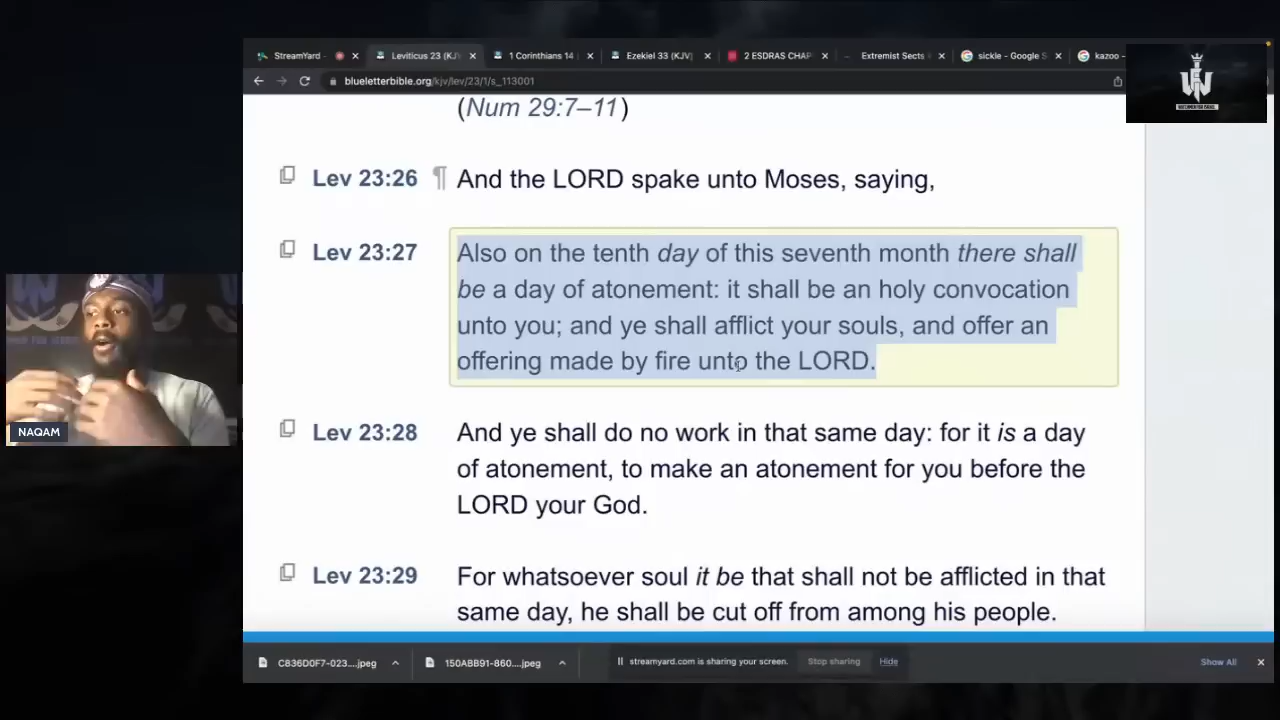 StreamYard
Leviticus 23 (KJV
1 Corinthians 14
Ezekiel 33 (KJV)
2 ESDRAS CHAP
Extremist Sects
sickle - Google S
kazoo -
blueletterbible.org/kjv/lev/23/1/s_113001
(Num 29:7–11)
Lev 23:26 ¶ And the LORD spake unto Moses, saying,
Lev 23:27 Also on the tenth day of this seventh month there shall
be a day of atonement: it shall be an holy convocation
unto you; and ye shall afflict your souls, and offer an
offering made by fire unto the LORD.
Lev 23:28 And ye shall do no work in that same day: for it is a day
of atonement, to make an atonement for you before the
LORD your God.
Lev 23:29 For whatsoever soul it be that shall not be afflicted in that
same day, he shall be cut off from among his people.
NAQAM
C836D0F7-023....jpeg
150ABB91-860....jpeg
streamyard.com is sharing your screen.
Stop sharing
Hide
Show All